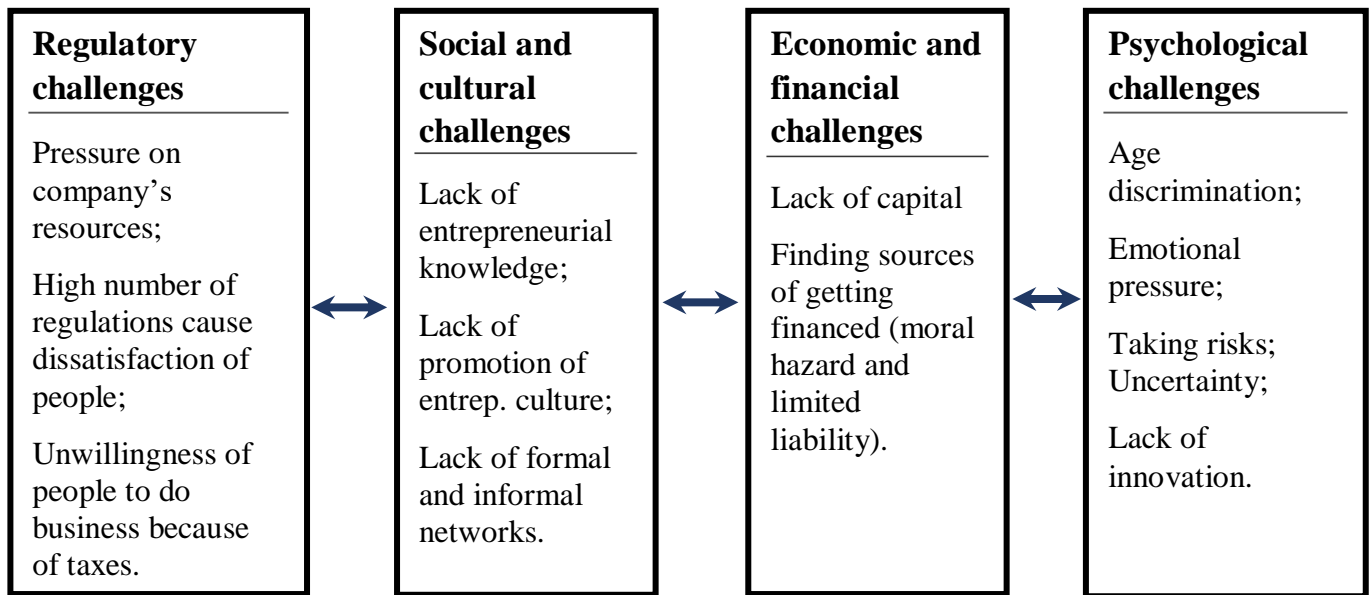 Regulatory
challenges
Pressure on
company’s
resources;
High number of
regulations cause
dissatisfaction of
people;
Unwillingness of
people to do
business because
of taxes.
Social and
cultural
challenges
Lack of
entrepreneurial
knowledge;
Lack of
promotion of
entrep. culture;
Lack of formal
and informal
networks.
Economic and
financial
challenges
Lack of capital
Finding sources
of getting
financed (moral
hazard and
limited
liability).
Psychological
challenges
Age
discrimination;
Emotional
pressure;
Taking risks;
Uncertainty;
Lack of
innovation.